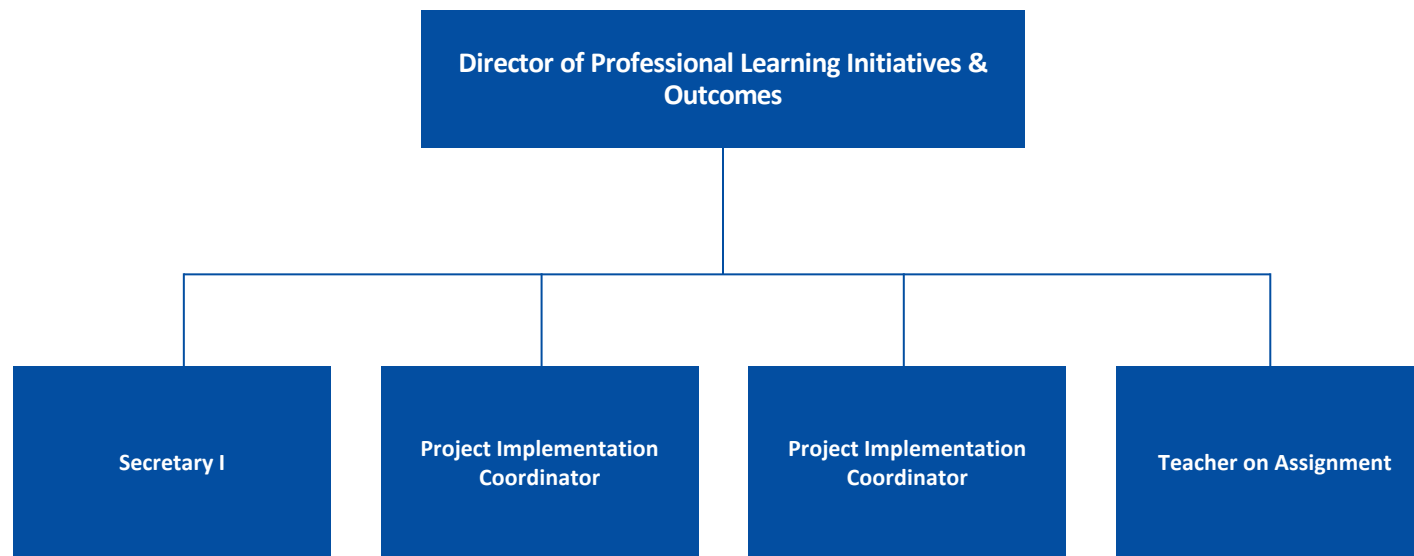 Director of Professional Learning Initiatives &
Outcomes
Secretary I
Project Implementation
Coordinator
Project Implementation
Coordinator
Teacher on Assignment